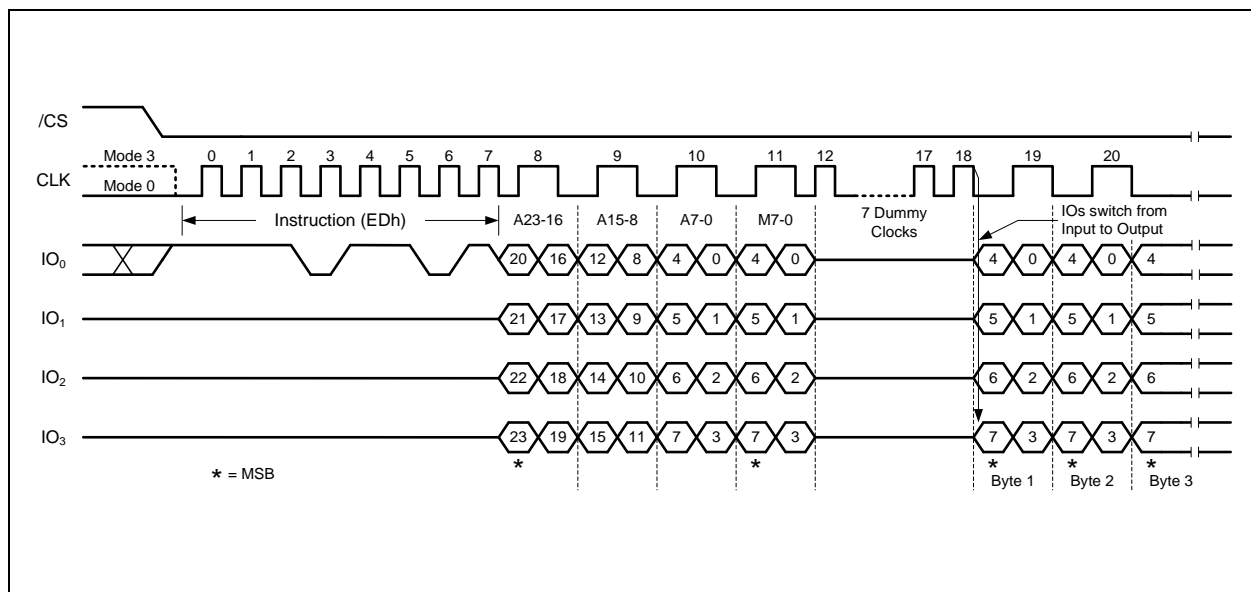 /CS
Mode 3 0 1 2 3 4 5 6 7 8 9 10 11 12 17 18 19 20
CLK
Mode 0
Instruction (EDh) A23-16 A15-8 A7-0 M7-0 7 Dummy Clocks IOs switch from
Input to Output
IO0 20 16 12 8 4 0 4 0 4 0 4 0 4
IO1 21 17 13 9 5 1 5 1 5 1 5 1 5
IO2 22 18 14 10 6 2 6 2 6 2 6 2 6
IO3 23 19 15 11 7 3 7 3 7 3 7 3 7
* = MSB * * * * *
Byte 1 Byte 2 Byte 3